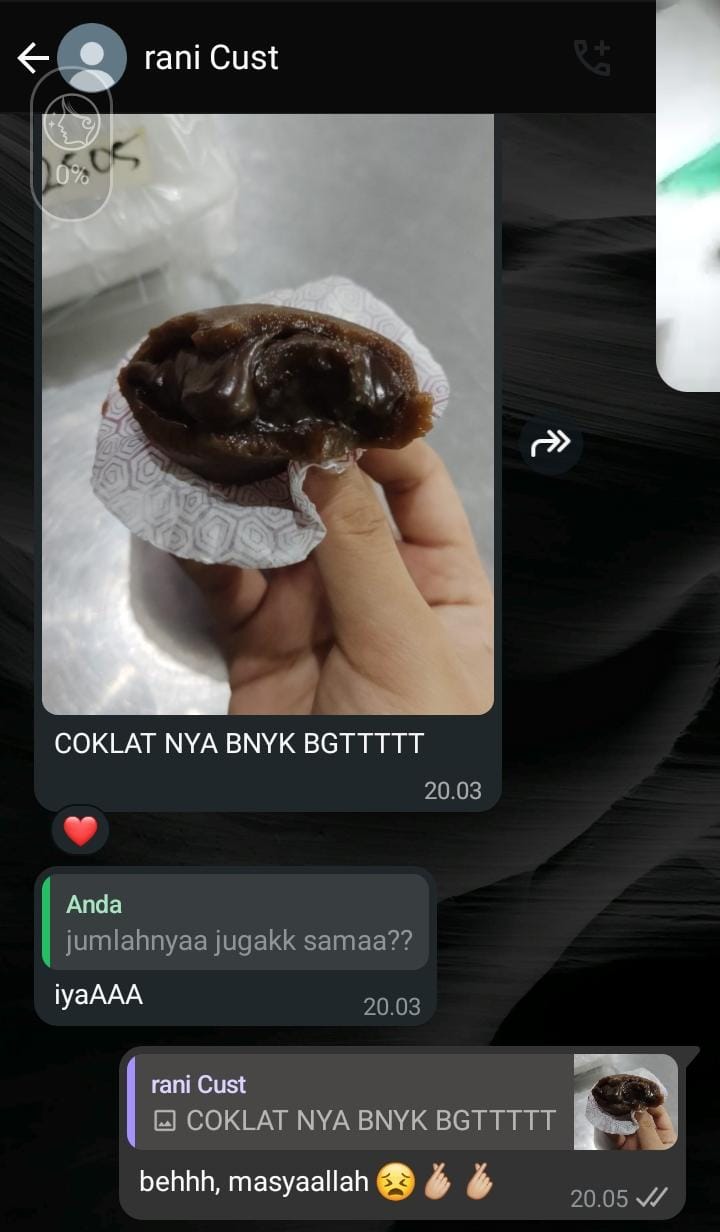 rani Cust
0%
COKLAT NYA BNYK BGTTTTT
20.03
Anda
jumlahnyaa jugakk samaa??
iyaAAA
20.03
rani Cust
COKLAT NYA BNYK BGTTTTT
behhh, masyaallah 😣🫰🏼🫰🏼
20.05